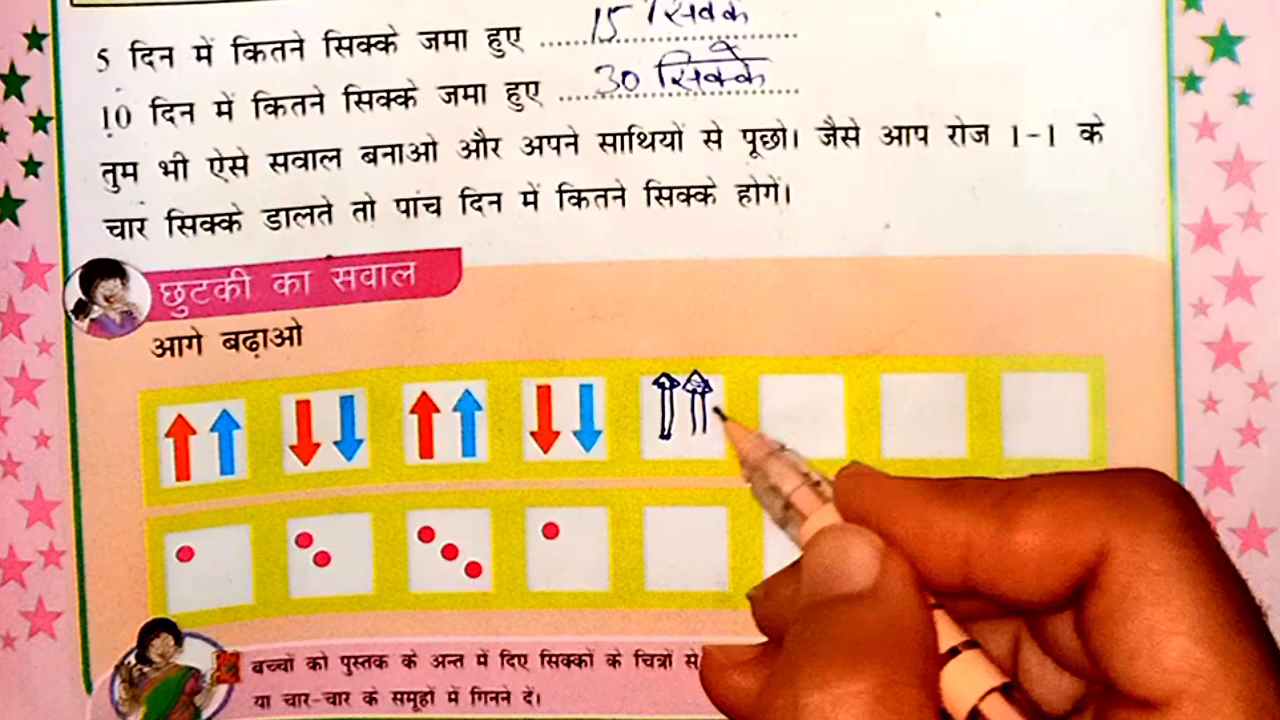 5 दिन में कितने सिक्के जमा हुए .................... 15 सिक्के
10 दिन में कितने सिक्के जमा हुए .................... 30 सिक्के
तुम भी ऐसे सवाल बनाओ और अपने साथियों से पूछो। जैसे आप रोज 1-1 के
चार सिक्के डालते तो पांच दिन में कितने सिक्के होगें।
छुटकी का सवाल
आगे बढ़ाओ
बच्चों को पुस्तक के अन्त में दिए सिक्कों के चित्रों से
या चार-चार के समूहों में गिनने दें।